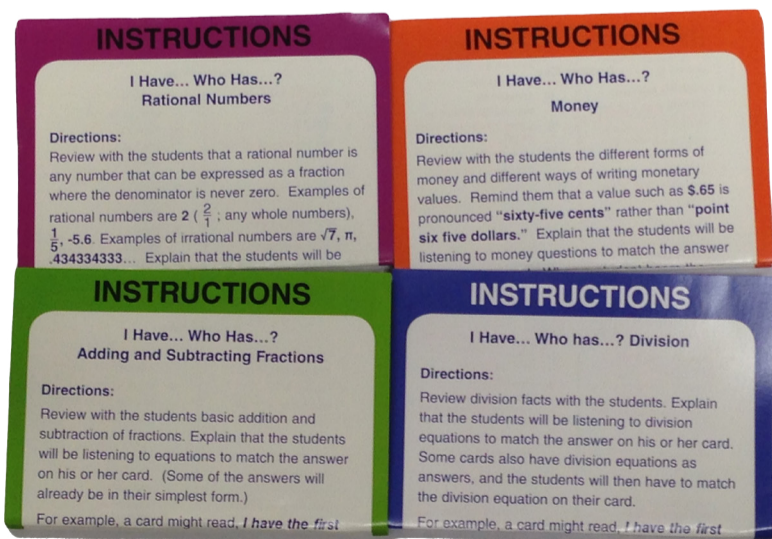 INSTRUCTIONS
I Have... Who Has...?
Rational Numbers
Directions:
Review with the students that a rational number is
any number that can be expressed as a fraction
where the denominator is never zero. Examples of
rational numbers are 2 ( 2/1 ; any whole numbers),
1/5, -5.6. Examples of irrational numbers are √7, π,
.434334333... Explain that the students will be
INSTRUCTIONS
I Have... Who Has...?
Money
Directions:
Review with the students the different forms of
money and different ways of writing monetary
values. Remind them that a value such as $.65 is
pronounced “sixty-five cents” rather than “point
six five dollars.” Explain that the students will be
listening to money questions to match the answer
INSTRUCTIONS
I Have... Who Has...?
Adding and Subtracting Fractions
Directions:
Review with the students basic addition and
subtraction of fractions. Explain that the students
will be listening to equations to match the answer
on his or her card. (Some of the answers will
already be in their simplest form.)
For example, a card might read, I have the first
INSTRUCTIONS
I Have... Who has...? Division
Directions:
Review division facts with the students. Explain
that the students will be listening to division
equations to match the answer on his or her card.
Some cards also have division equations as
answers, and the students will then have to match
the division equation on their card.
For example, a card might read, I have the first